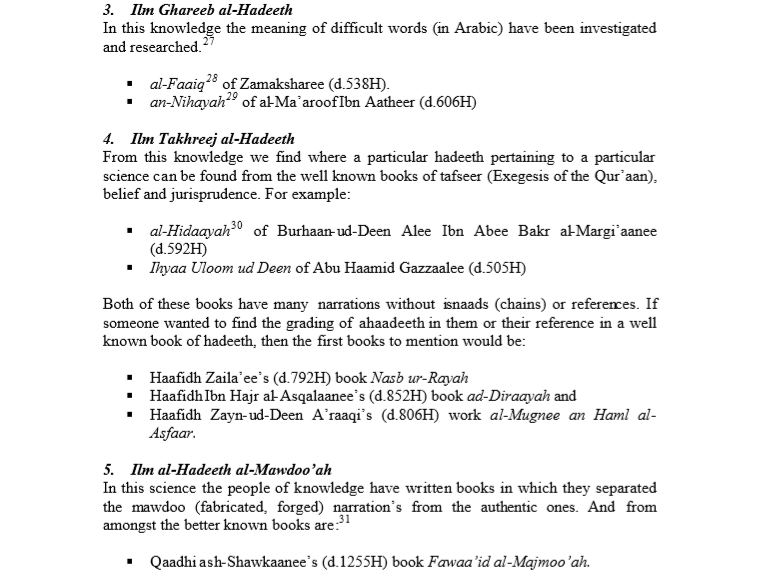 3. Ilm Ghareeb al-Hadeeth
In this knowledge the meaning of difficult words (in Arabic) have been investigated
and researched.27
▪ al-Faaiq28 of Zamaksharee (d.538H).
▪ an-Nihayah29 of al-Ma'aroof Ibn Aatheer (d.606H)
4. Ilm Takhreej al-Hadeeth
From this knowledge we find where a particular hadeeth pertaining to a particular
science can be found from the well known books of tafseer (Exegesis of the Qur'aan),
belief and jurisprudence. For example:
▪ al-Hidaayah30 of Burhaan-ud-Deen Alee Ibn Abee Bakr al-Margi'aanee
(d.592H)
▪ Ihyaa Uloom ud Deen of Abu Haamid Gazzaalee (d.505H)
Both of these books have many narrations without isnaads (chains) or references. If
someone wanted to find the grading of ahaadeeth in them or their reference in a well
known book of hadeeth, then the first books to mention would be:
▪ Haafidh Zaila'ee's (d.792H) book Nasb ur-Rayah
▪ Haafidh Ibn Hajr al-Asqalaanee's (d.852H) book ad-Diraayah and
▪ Haafidh Zayn-ud-Deen A'raaqi's (d.806H) work al-Mugnee an Haml al-
Asfaar.
5. Ilm al-Hadeeth al-Mawdoo'ah
In this science the people of knowledge have written books in which they separated
the mawdoo (fabricated, forged) narration's from the authentic ones. And from
amongst the better known books are:31
▪ Qaadhi ash-Shawkaanee's (d.1255H) book Fawaa'id al-Majmoo'ah.